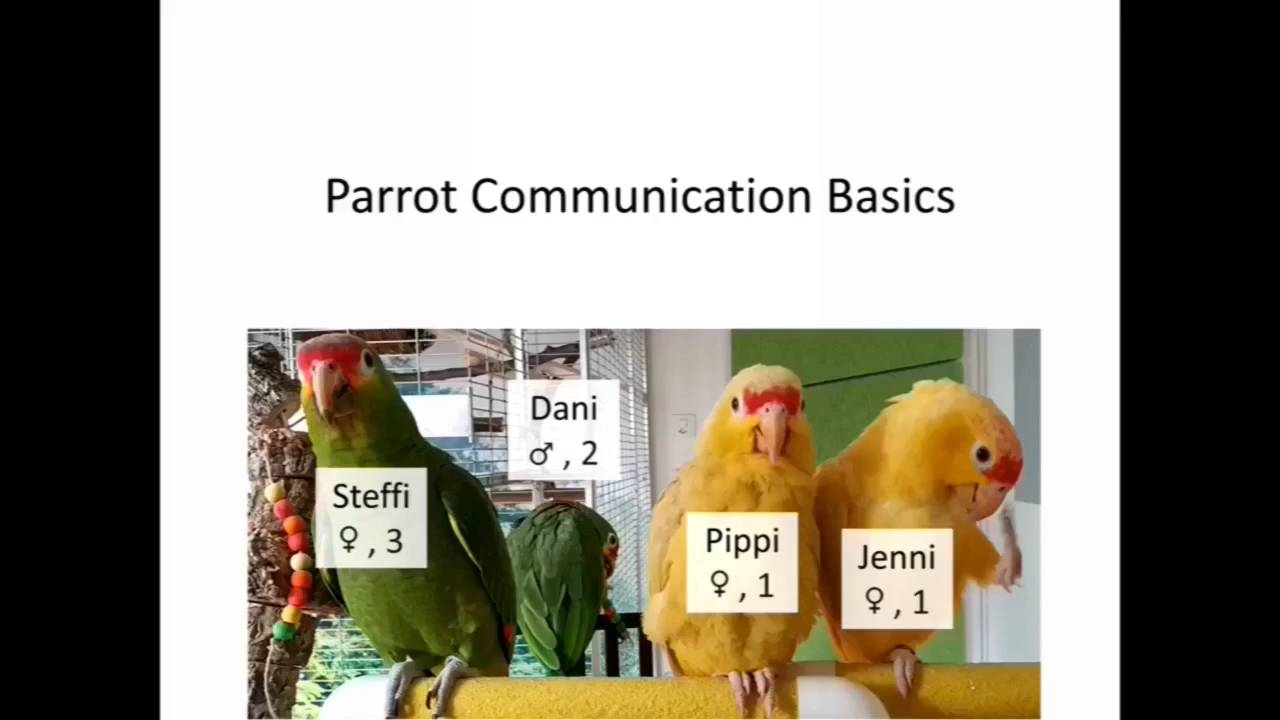 Parrot Communication Basics
Steffi
♀ , 3
Dani
♂ , 2
Pippi
♀ , 1
Jenni
♀ , 1